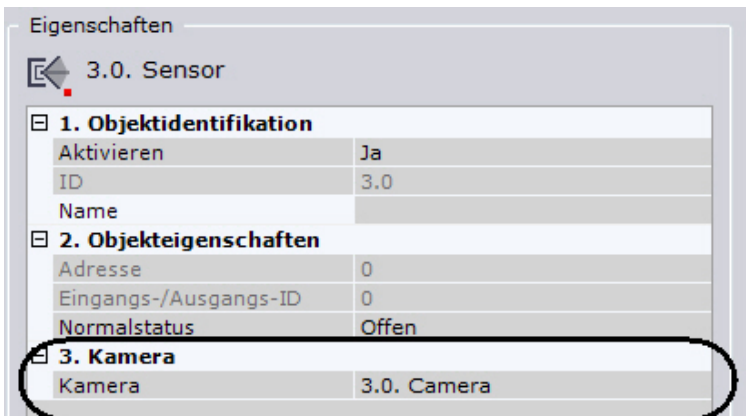 Eigenschaften
3.0. Sensor
1. Objektidentifikation
Aktivieren Ja
ID 3.0
Name
2. Objekteigenschaften
Adresse 0
Eingangs-/Ausgangs-ID 0
Normalstatus Offen
3. Kamera
Kamera 3.0. Camera